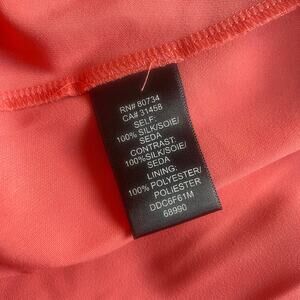 RN# 80734
CA# 31458
SELF:
100% SILK/SOIE/
SEDA
CONTRAST:
100%SILK/SOIE/
SEDA
LINING:
100% POLYESTER/
POLIESTER
DDC6F61M
68990